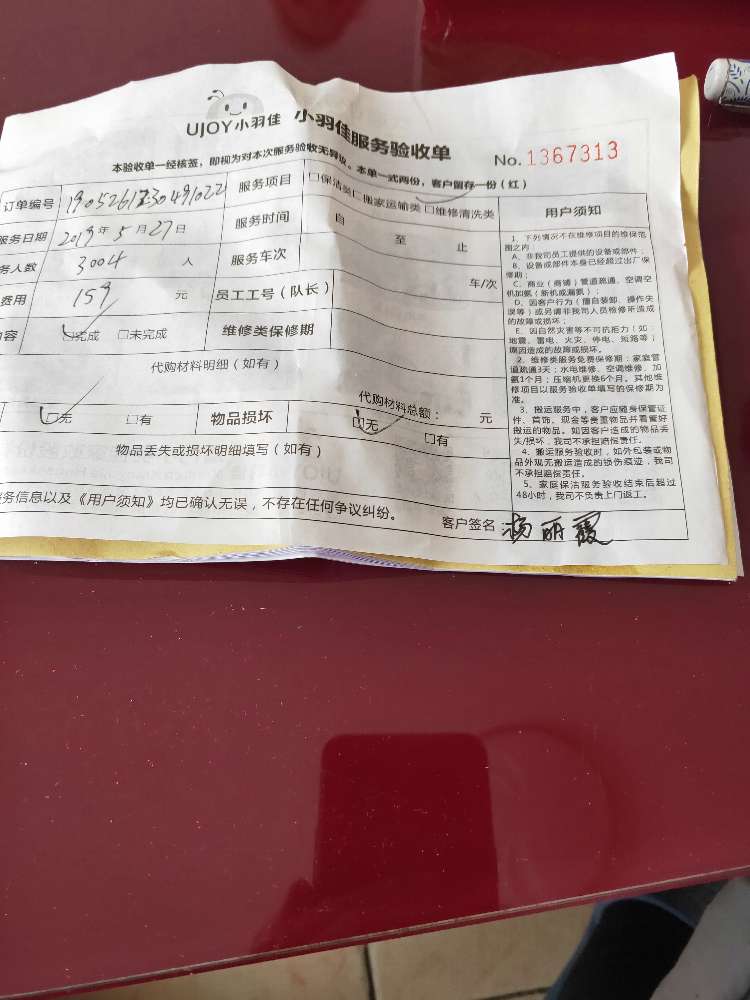 UJOY小羽佳 小羽佳服务验收单
No.1367313
本验收单一经核签，即视为对本次服务验收无异议。本单一式两份，客户留存一份（红）
订单编号 服务项目 □保洁类 □搬家运输类 □维修清洗类
服务日期 2019年5月27日 服务时间 自 至 止
务人数 3004 人 服务车次 车/次
费用 159 元 员工工号（队长）
内容 □完成 □未完成 维修类保修期
代购材料明细（如有）
代购材料总额： 元
□无 □有 物品损坏 □无 □有
物品丢失或损坏明细填写（如有）
务信息以及《用户须知》均已确认无误，不存在任何争议纠纷。
客户签名：杨丽霞
用户须知
1、下列情况不在维修项目的维保范
围之内
A、非我司员工提供的设备或部件；
B、设备或部件本身已经超过出厂保
修期；
C、商业（商铺）管道疏通、空调空
机加氨（新机或漏氨）；
D、因客户行为（擅自装卸、操作失
误等）或另请非我司人员检修所造成
的故障或损坏；
E、因自然灾害等不可抗拒力（如：
地震、雷电、火灾、停电、短路等）
原因造成的故障或损坏。
2、维修类服务免费保修期：家庭管
道疏通3天；水电维修、空调维修、加
氨1个月；压缩机更换6个月。其他维
修项目以服务验收单填写的保修期为
准。
3、搬运服务中，客户应随身保管证
件、首饰、现金等贵重物品并看管好
搬运的物品。如因客户造成的物品丢
失/损坏，我司不承担赔偿责任。
4、搬运服务验收时，如外包装或物
品外观无搬运造成的损伤痕迹，我司
不承担赔偿责任。
5、家庭保洁服务验收结束后超过
48小时，我司不负责上门返工。